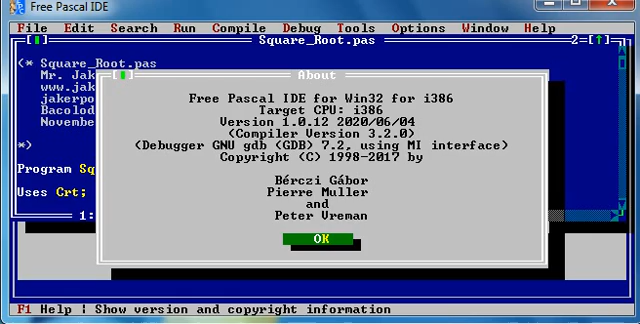 Free Pascal IDE
File Edit Search Run Compile Debug Tools Options Window Help
Square_Root.pas 2=[↑]
(* Square_Root.pas
Mr. Jak
www.jak
jakerpo
Bacolod
November
*)
Program Sq
Uses Crt;
1:
About
Free Pascal IDE for Win32 for i386
Target CPU: i386
Version 1.0.12 2020/06/04
(Compiler Version 3.2.0)
(Debugger GNU gdb (GDB) 7.2, using MI interface)
Copyright (C) 1998-2017 by
Bérczi Gábor
Pierre Muller
and
Peter Vreman
OK
F1 Help | Show version and copyright information